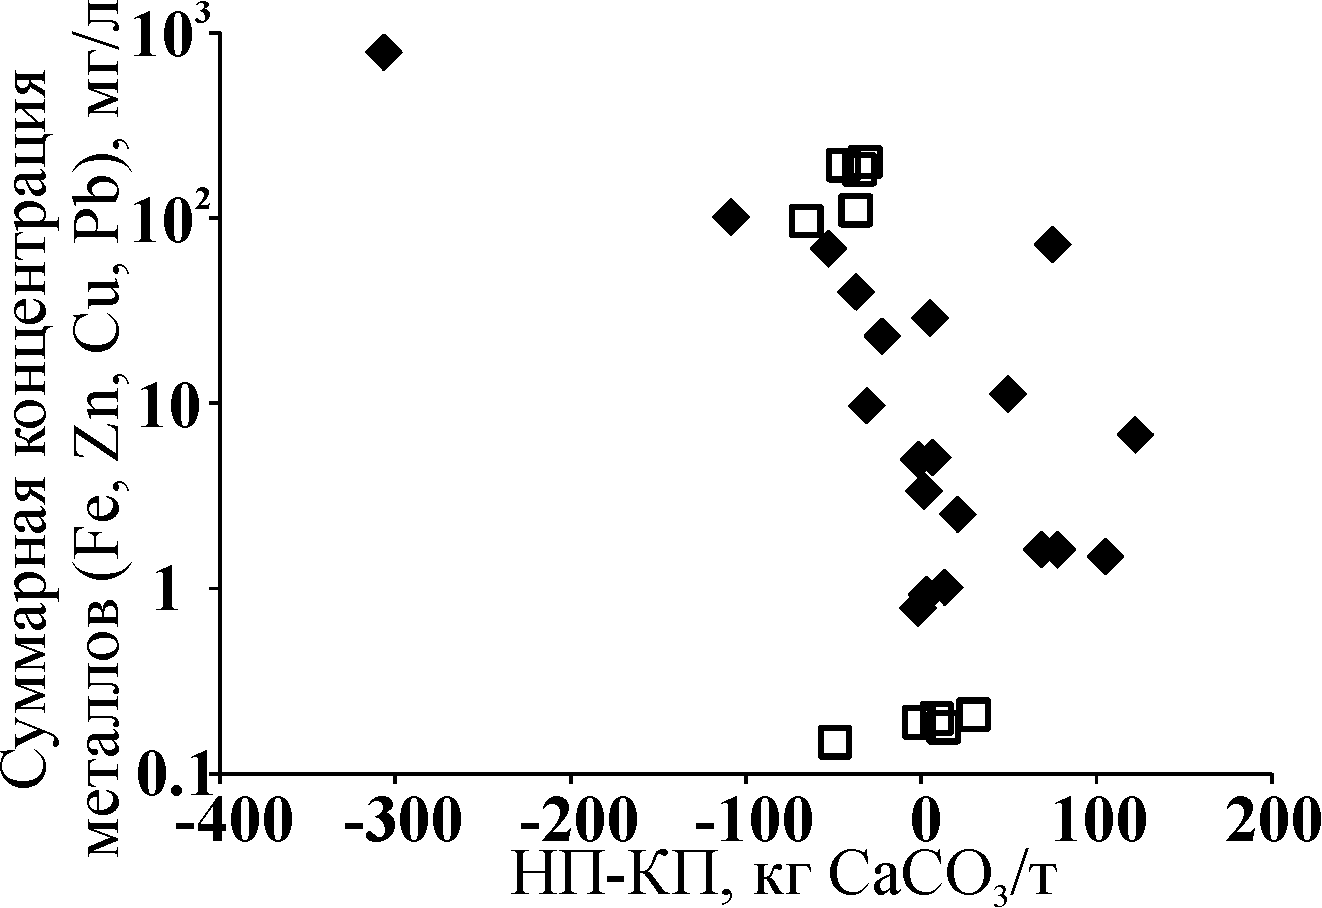 Суммарная концентрация
металлов (Fe, Zn, Cu, Pb), мг/л
10³
10²
10
1
0.1
-400 -300 -200 -100 0 100 200
НП-КП, кг CaCO₃/т